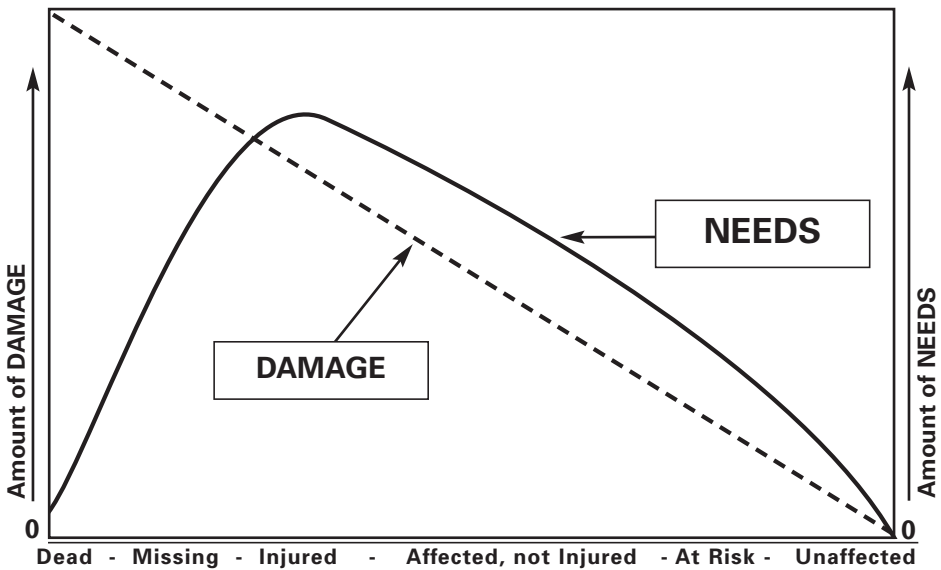 Amount of DAMAGE
Amount of NEEDS
NEEDS
DAMAGE
0
0
Dead - Missing - Injured - Affected, not Injured - At Risk - Unaffected